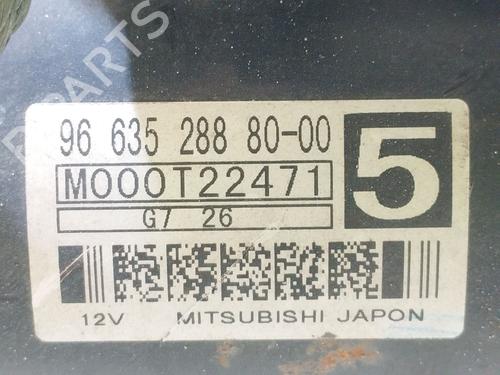 96 635 288 80-00
5
M000T22471
G7 26
12V MITSUBISHI JAPON